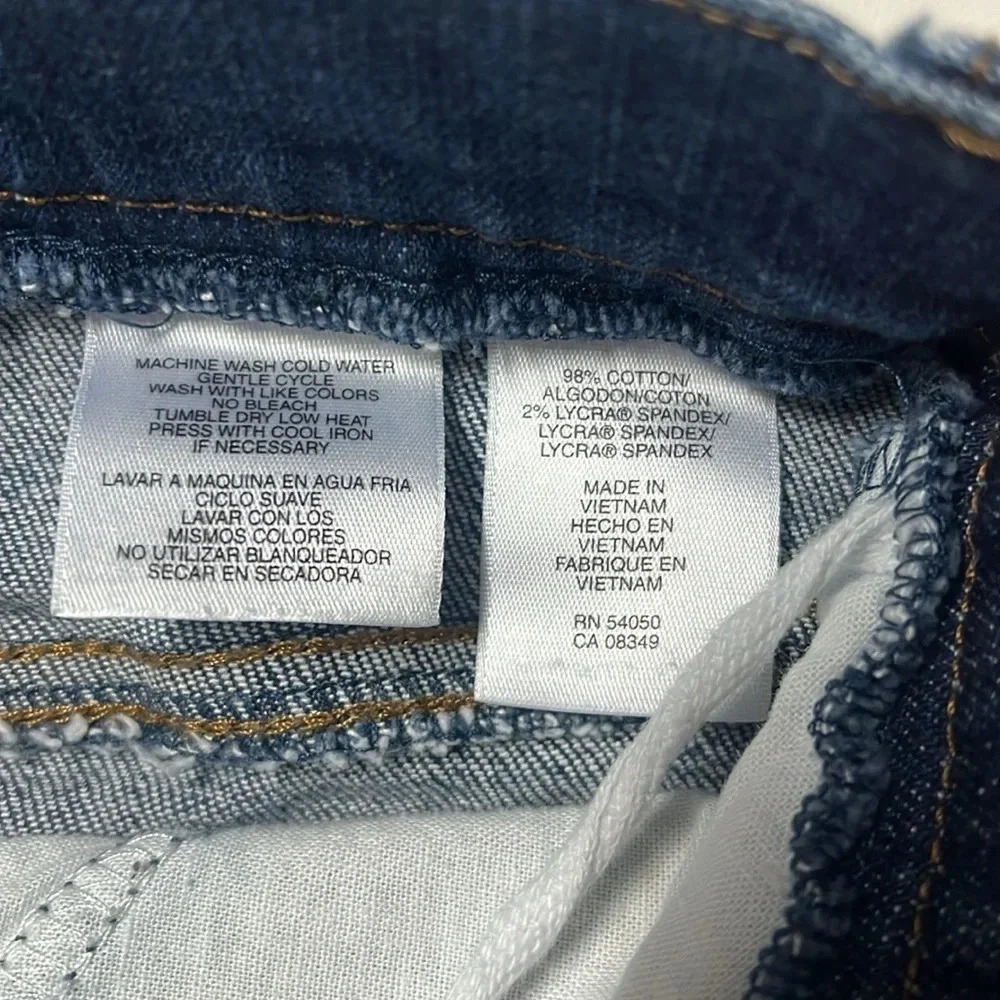 MACHINE WASH COLD WATER
GENTLE CYCLE
WASH WITH LIKE COLORS
NO BLEACH
TUMBLE DRY LOW HEAT
PRESS WITH COOL IRON
IF NECESSARY
LAVAR A MAQUINA EN AGUA FRIA
CICLO SUAVE
LAVAR CON LOS
MISMOS COLORES
NO UTILIZAR BLANQUEADOR
SECAR EN SECADORA
98% COTTON/
ALGODON/COTON
2% LYCRA® SPANDEX/
LYCRA® SPANDEX/
LYCRA® SPANDEX
MADE IN
VIETNAM
HECHO EN
VIETNAM
FABRIQUE EN
VIETNAM
RN 54050
CA 08349